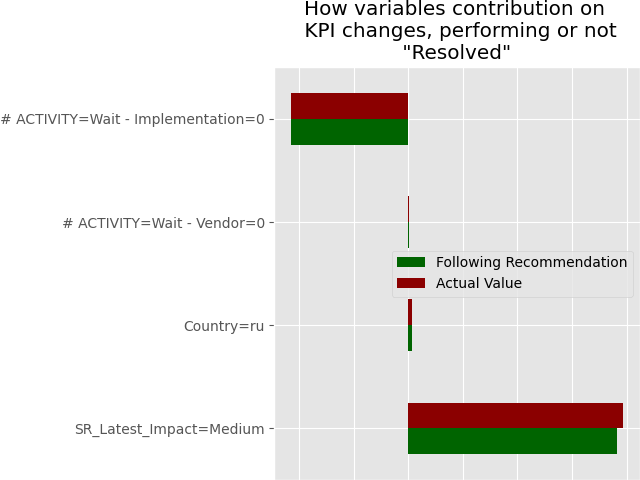 How variables contribution on
KPI changes, performing or not
"Resolved"
# ACTIVITY=Wait - Implementation=0
# ACTIVITY=Wait - Vendor=0
Following Recommendation
Actual Value
Country=ru
SR_Latest_Impact=Medium